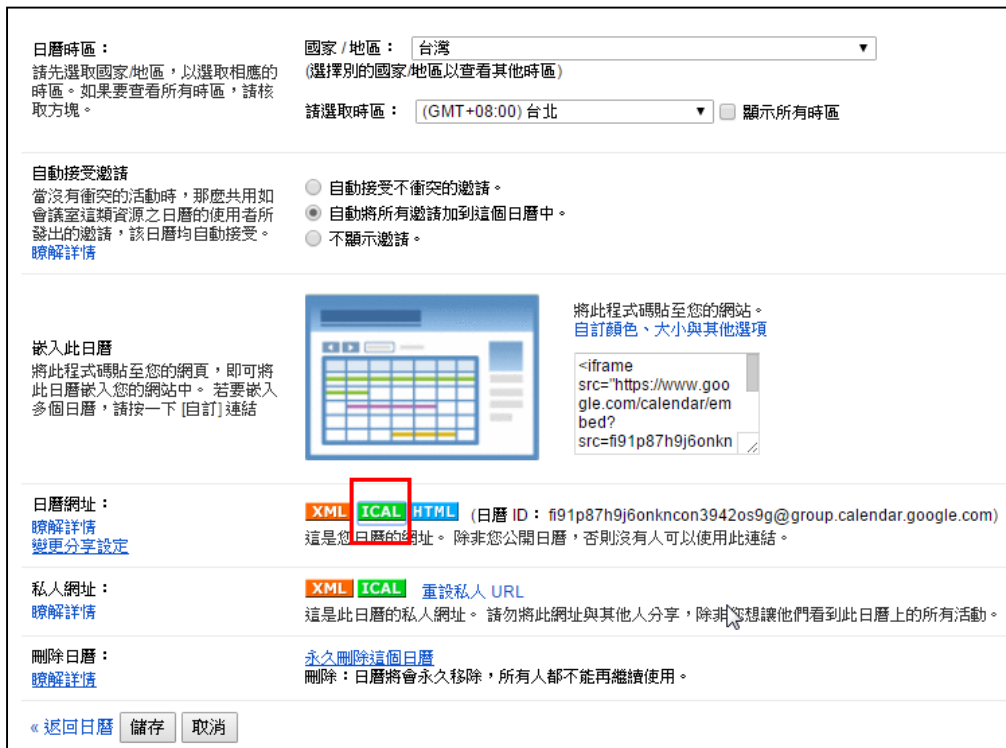 日曆時區：
請先選取國家/地區，以選取相應的
時區。如果要查看所有時區，請核
取方塊。
國家 / 地區： 台灣
(選擇別的國家/地區以查看其他時區)
請選取時區： (GMT+08:00) 台北 顯示所有時區
自動接受邀請
當沒有衝突的活動時，那麼共用如
會議室這類資源之日曆的使用者所
發出的邀請，該日曆均自動接受。
瞭解詳情
自動接受不衝突的邀請。
自動將所有邀請加到這個日曆中。
不顯示邀請。
嵌入此日曆
將此程式碼貼至您的網頁，即可將
此日曆嵌入您的網站中。 若要嵌入
多個日曆，請按一下 [自訂] 連結
將此程式碼貼至您的網站。
自訂顏色、大小與其他選項
<iframe
src="https://www.goo
gle.com/calendar/em
bed?
src=fi91p87h9j6onkn
日曆網址：
瞭解詳情
變更分享設定
XML ICAL HTML (日曆 ID： fi91p87h9j6onkncon3942os9g@group.calendar.google.com)
這是您日曆的網址。 除非您公開日曆，否則沒有人可以使用此連結。
私人網址：
瞭解詳情
XML ICAL 重設私人 URL
這是此日曆的私人網址。 請勿將此網址與其他人分享，除非您想讓他們看到此日曆上的所有活動。
刪除日曆：
瞭解詳情
永久刪除這個日曆
刪除：日曆將會永久移除，所有人都不能再繼續使用。
« 返回日曆 儲存 取消